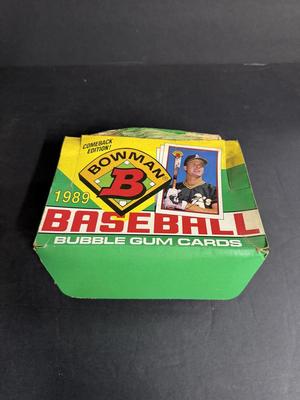 COMEBACK
EDITION!
BOWMAN
B
1989
BASEBALL
BUBBLE GUM CARDS